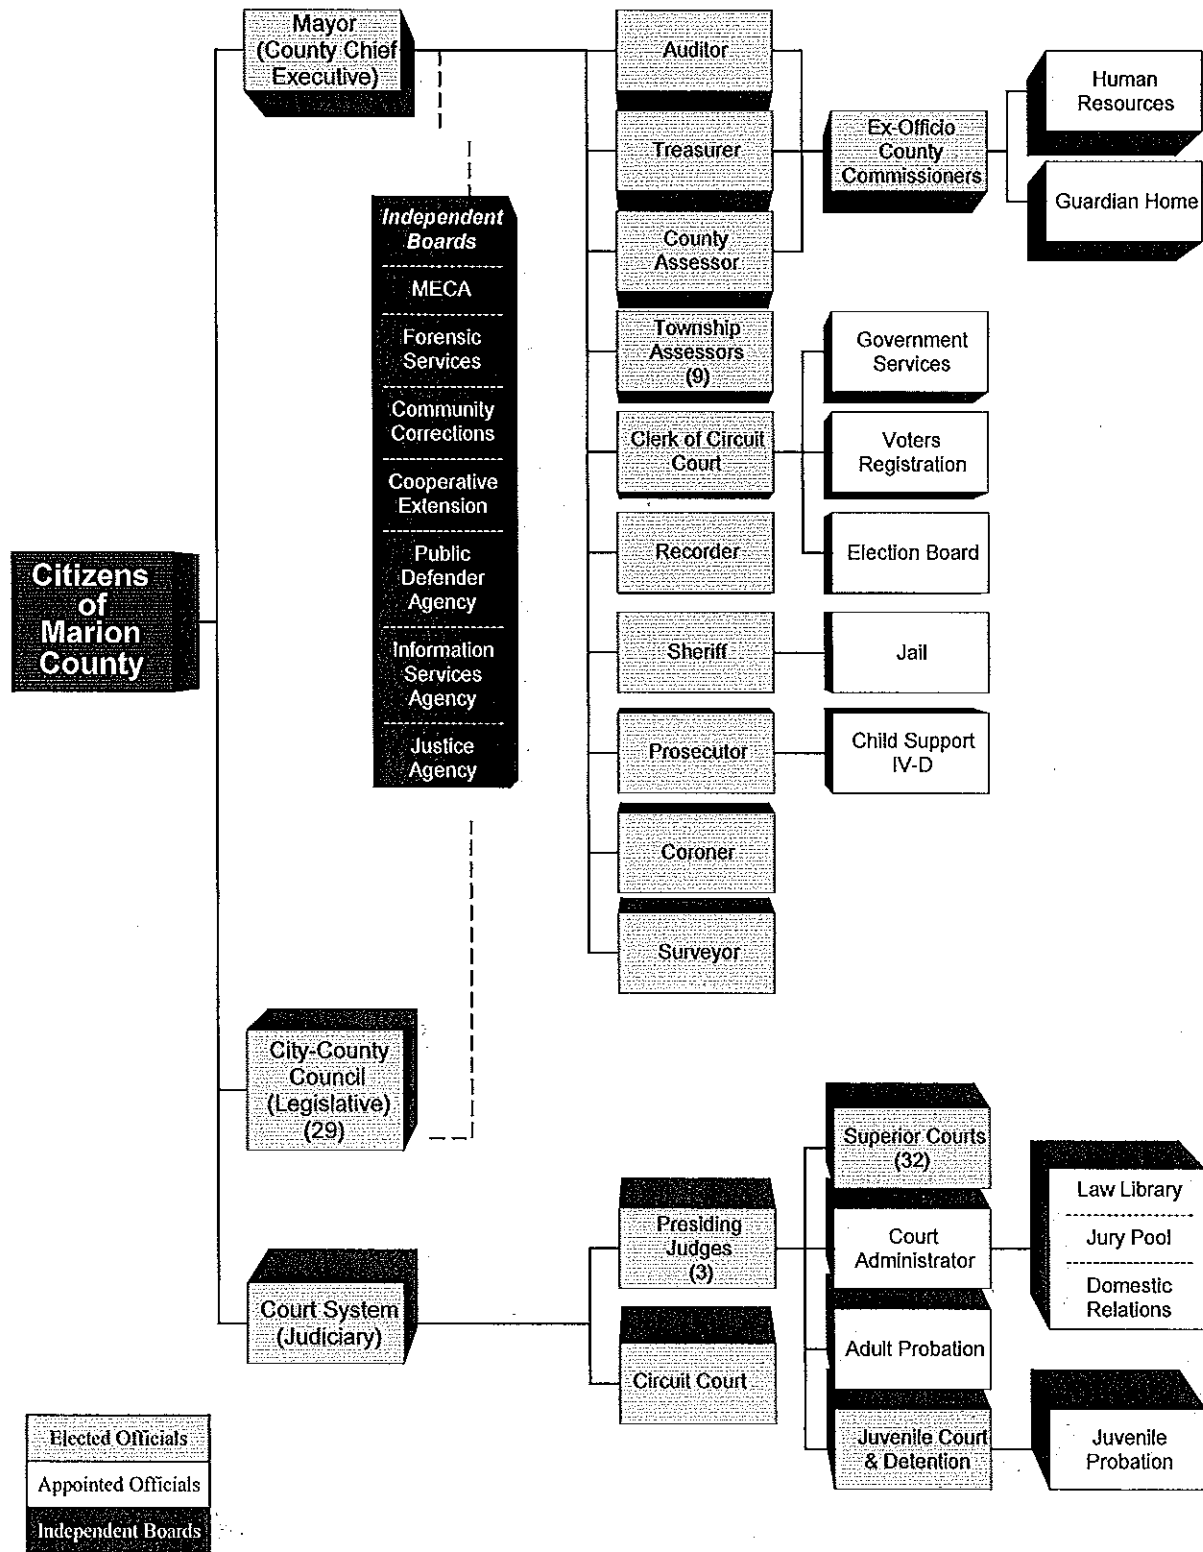 Mayor
(County Chief
Executive)
Auditor
Treasurer
County
Assessor
Township
Assessors
(9)
Clerk of Circuit
Court
Recorder
Sheriff
Prosecutor
Coroner
Surveyor
Ex-Officio
County
Commissioners
Human
Resources
Guardian Home
Government
Services
Voters
Registration
Election Board
Jail
Child Support
IV-D
Independent
Boards
MECA
Forensic
Services
Community
Corrections
Cooperative
Extension
Public
Defender
Agency
Information
Services
Agency
Justice
Agency
Citizens
of
Marion
County
City-County
Council
(Legislative)
(29)
Court System
(Judiciary)
Presiding
Judges
(3)
Circuit Court
Superior Courts
(32)
Court
Administrator
Adult Probation
Juvenile Court
& Detention
Law Library
Jury Pool
Domestic
Relations
Juvenile
Probation
Elected Officials
Appointed Officials
Independent Boards